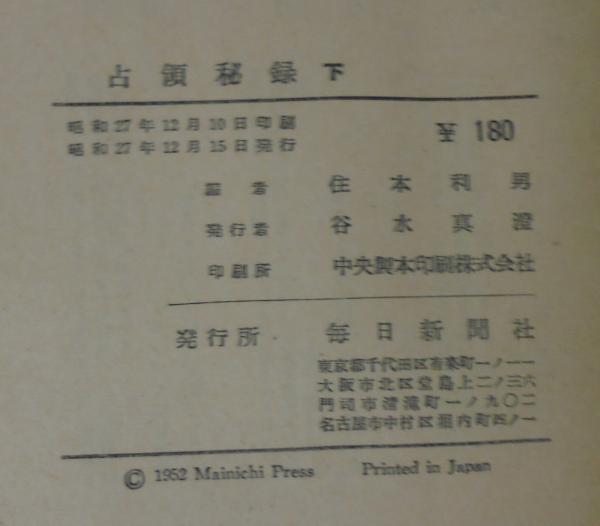 占領秘録 下
昭和27年12月10日印刷
昭和27年12月15日発行
¥ 180
著者 住本利男
発行者 谷水真澄
印刷所 中央製本印刷株式会社
発行所 毎日新聞社
東京都千代田区有楽町一ノ一一
大阪市北区堂島上二ノ三六
門司市清滝町一ノ九〇二
名古屋市中村区堀内町四ノ一
© 1952 Mainichi Press Printed in Japan